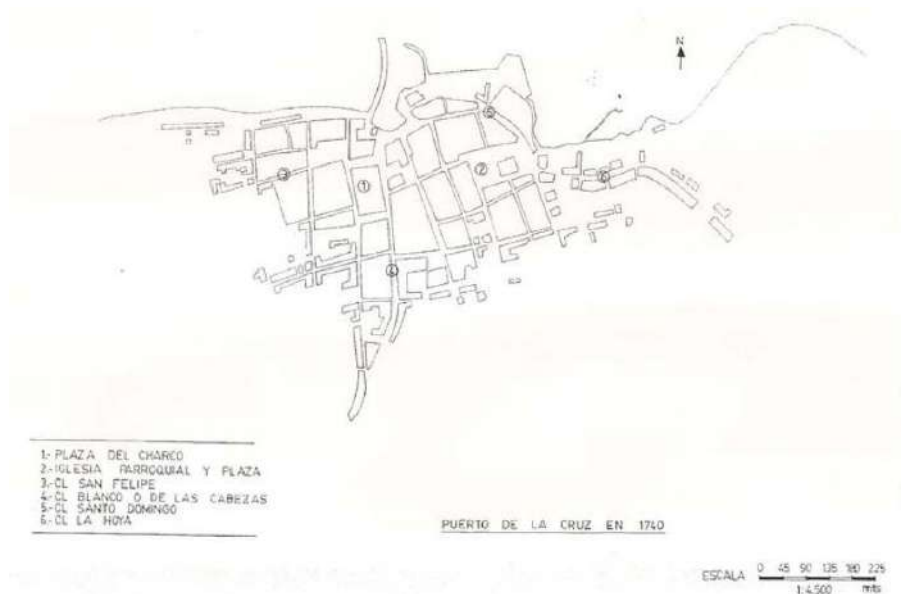 N
1
2
1.- PLAZA DEL CHARCO
2.- IGLESIA PARROQUIAL Y PLAZA
3.- CL SAN FELIPE
4.- CL BLANCO O DE LAS CABEZAS
5.- CL SANTO DOMINGO
6.- CL LA HOYA
PUERTO DE LA CRUZ EN 1740
ESCALA 0 45 90 135 180 225
1:4.500 mts